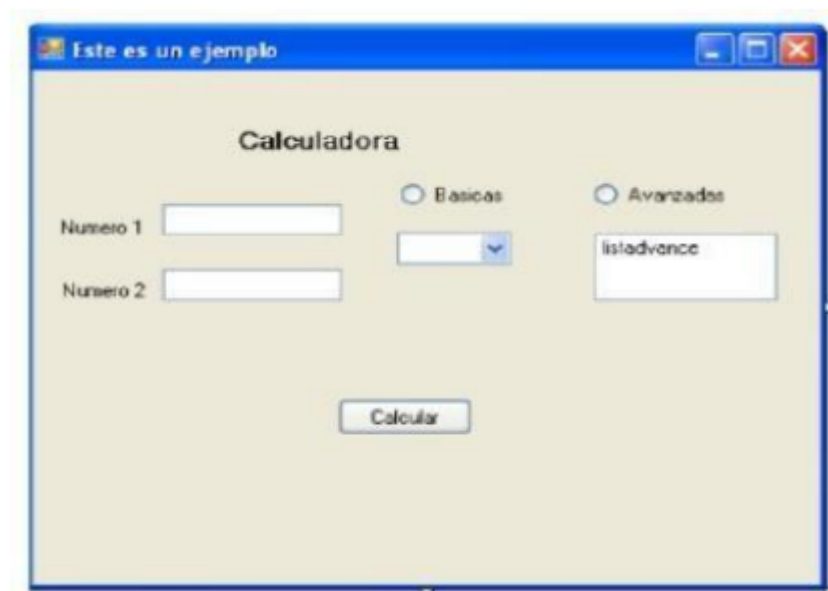 Este es un ejemplo
Calculadora
Basicas
Avanzadas
Numero 1
listadvance
Numero 2
Calcular